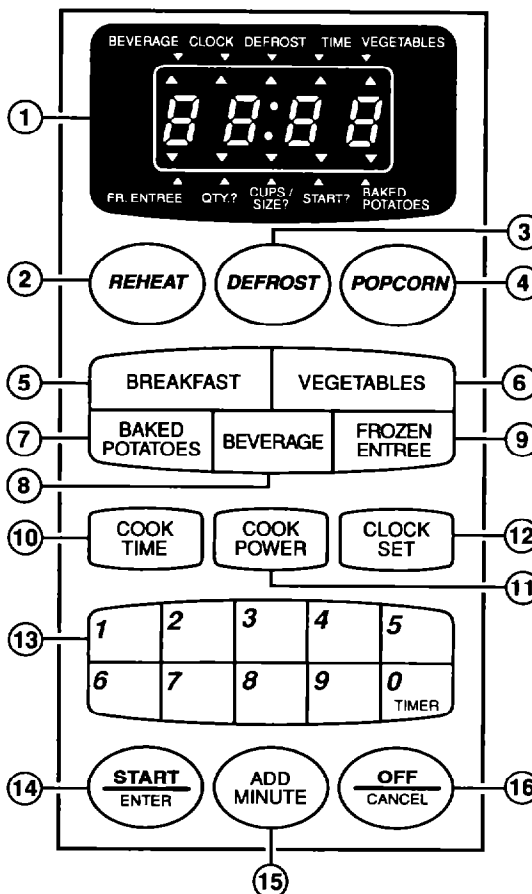 BEVERAGE CLOCK DEFROST TIME VEGETABLES
1
88:88
FR. ENTREE QTY.? CUPS / SIZE? START? BAKED POTATOES
3
2 REHEAT DEFROST POPCORN 4
5 BREAKFAST VEGETABLES 6
7 BAKED POTATOES BEVERAGE FROZEN ENTREE 9
8
10 COOK TIME COOK POWER CLOCK SET 12
11
13 1 2 3 4 5
6 7 8 9 0
TIMER
14 START ENTER ADD MINUTE OFF CANCEL 16
15